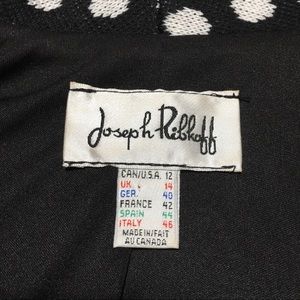 Joseph Ribkoff
CAN/U.S.A. 12
UK. 14
GER. 40
FRANCE 42
SPAIN 44
ITALY 46
MADE IN/FAIT
AU CANADA